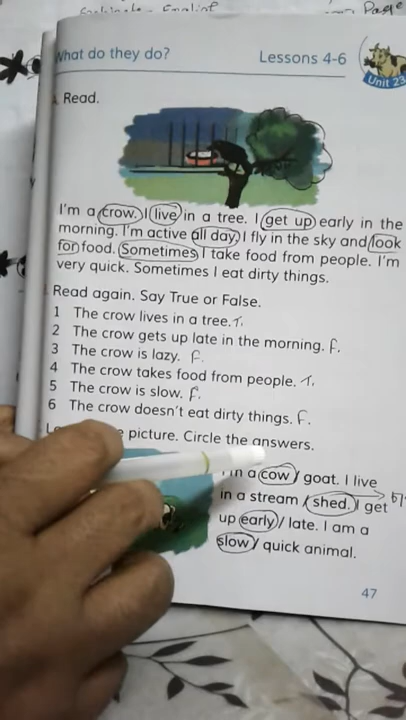 English Page
What do they do? Lessons 4-6
Unit 23
Read.
I'm a crow. I live in a tree. I get up early in the
morning. I'm active all day. I fly in the sky and look
for food. Sometimes I take food from people. I'm
very quick. Sometimes I eat dirty things.
Read again. Say True or False.
1 The crow lives in a tree. T.
2 The crow gets up late in the morning. F.
3 The crow is lazy. F.
4 The crow takes food from people. T.
5 The crow is slow. F.
6 The crow doesn't eat dirty things. F.
picture. Circle the answers.
a cow / goat. I live
in a stream / shed. I get
up early / late. I am a
slow / quick animal.
47